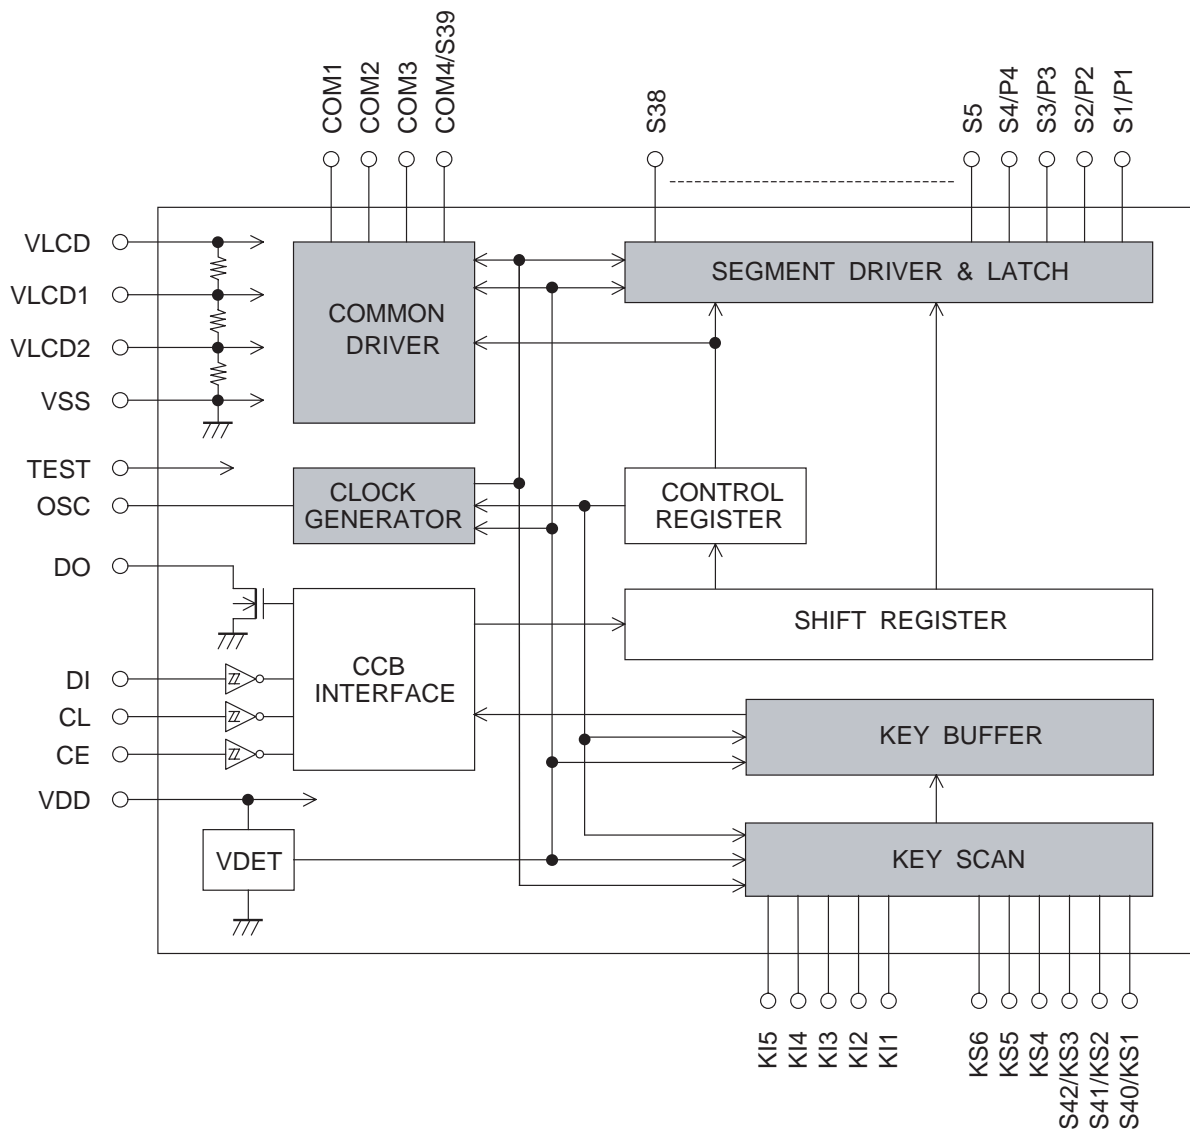 COM1
COM2
COM3
COM4/S39
S38
S5
S4/P4
S3/P3
S2/P2
S1/P1
VLCD
VLCD1
VLCD2
VSS
TEST
OSC
DO
DI
CL
CE
VDD
COMMON
DRIVER
SEGMENT DRIVER & LATCH
CLOCK
GENERATOR
CONTROL
REGISTER
SHIFT REGISTER
CCB
INTERFACE
KEY BUFFER
VDET
KEY SCAN
KI5
KI4
KI3
KI2
KI1
KS6
KS5
KS4
S42/KS3
S41/KS2
S40/KS1